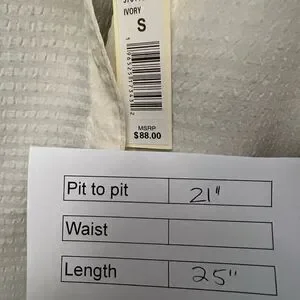 IVORY
S
MSRP
$88.00
Pit to pit 21"
Waist
Length 25"